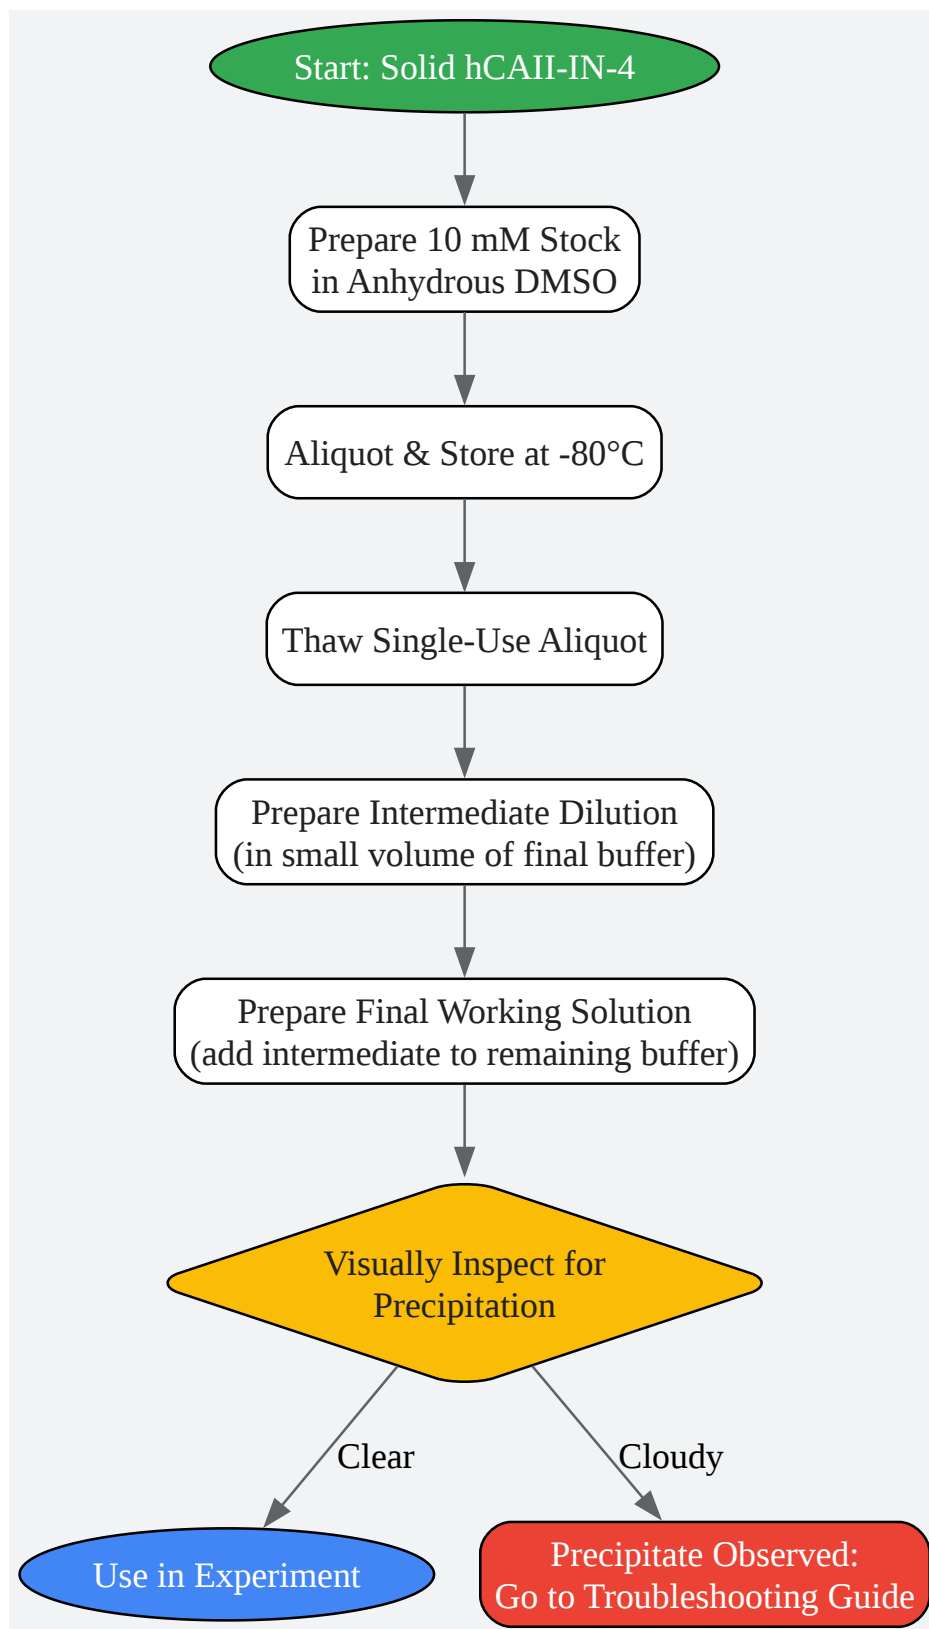 Start: Solid hCAII-IN-4
Prepare 10 mM Stock
in Anhydrous DMSO
Aliquot & Store at -80°C
Thaw Single-Use Aliquot
Prepare Intermediate Dilution
(in small volume of final buffer)
Prepare Final Working Solution
(add intermediate to remaining buffer)
Visually Inspect for
Precipitation
Clear
Cloudy
Use in Experiment
Precipitate Observed:
Go to Troubleshooting Guide